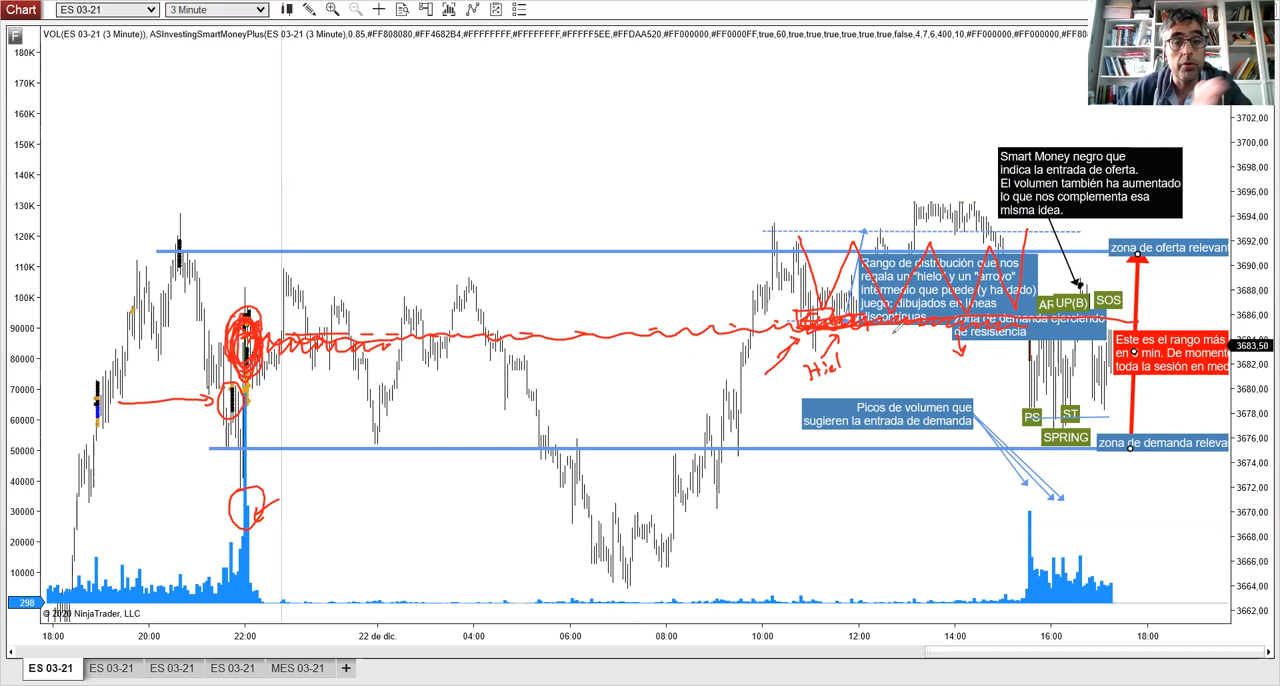 Chart
ES 03-21
3 Minute
F
VOL(ES 03-21 (3 Minute)), ASInvestingSmartMoneyPlus(ES 03-21 (3 Minute),0.85,#FF808080,#FF4682B4,#FFFFFFFF,#FFFFFFFF,#FFFFF5EE,#FFDAA520,#FF000000,#FF0000FF,true,60,true,true,true,true,true,true,false,4,7,6,400,10,#FF000000,#FF000000,#FF80
180K
170K
160K
150K
140K
130K
120K
110K
100K
90000
80000
70000
60000
50000
40000
30000
20000
10000
298
3702,00
3700,00
3698,00
3696,00
3694,00
3692,00
3690,00
3688,00
3686,00
3683,50
3682,00
3680,00
3678,00
3676,00
3674,00
3672,00
3670,00
3668,00
3666,00
3664,00
3662,00
Smart Money negro que
indica la entrada de oferta.
El volumen también ha aumentado
lo que nos complementa esa
misma idea.
zona de oferta relevant
Rango de distribución que nos
regala un "hielo" y un "arroyo"
intermedio que puede (y ha dado)
juego; dibujados en líneas
discontínuas
zona de demanda ejerciendo
de resistencia
AR
UP(B)
SOS
Este es el rango más
en 3 min. De moment
toda la sesión en med
Hiel
Picos de volumen que
sugieren la entrada de demanda
PS
ST
SPRING
zona de demanda releva
© 2020 NinjaTrader, LLC
18:00
20:00
22:00
22 de dic.
04:00
06:00
08:00
10:00
12:00
14:00
16:00
18:00
ES 03-21
ES 03-21
ES 03-21
ES 03-21
MES 03-21
+